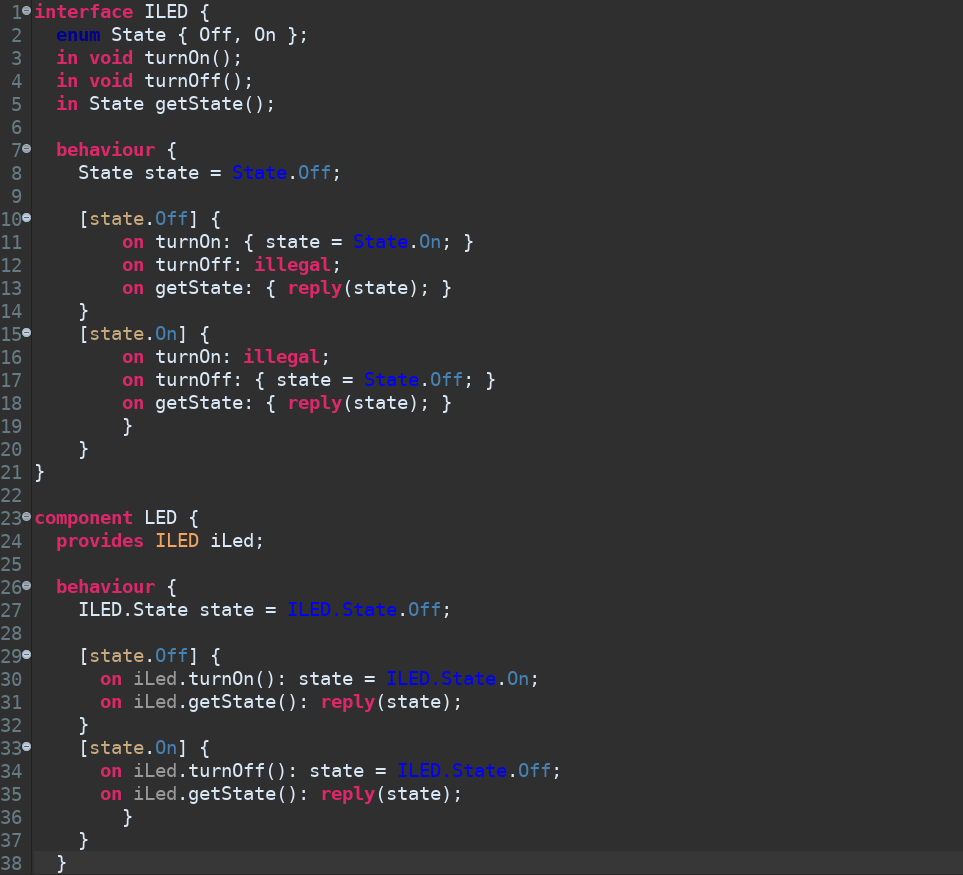 1 interface ILED {
2   enum State { Off, On };
3   in void turnOn();
4   in void turnOff();
5   in State getState();
6
7   behaviour {
8     State state = State.Off;
9
10     [state.Off] {
11         on turnOn: { state = State.On; }
12         on turnOff: illegal;
13         on getState: { reply(state); }
14     }
15     [state.On] {
16         on turnOn: illegal;
17         on turnOff: { state = State.Off; }
18         on getState: { reply(state); }
19         }
20     }
21 }
22
23 component LED {
24   provides ILED iLed;
25
26   behaviour {
27     ILED.State state = ILED.State.Off;
28
29     [state.Off] {
30       on iLed.turnOn(): state = ILED.State.On;
31       on iLed.getState(): reply(state);
32     }
33     [state.On] {
34       on iLed.turnOff(): state = ILED.State.Off;
35       on iLed.getState(): reply(state);
36         }
37     }
38   }